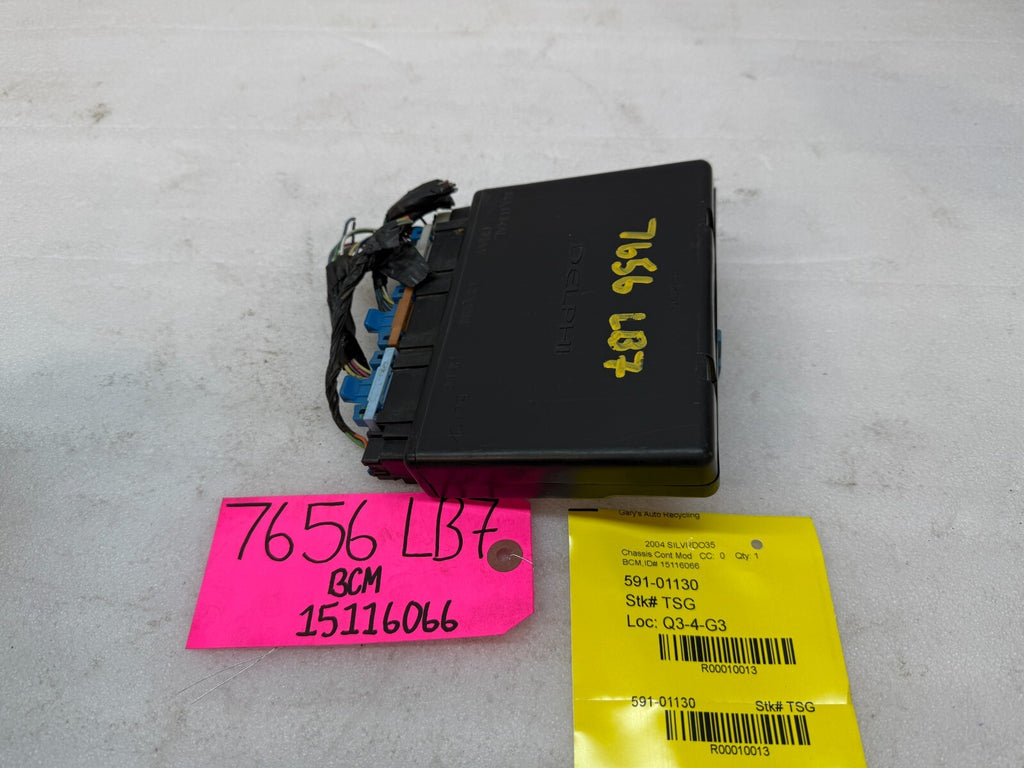 DELPHI
7656 LB7
7656 LB7
BCM
15116066
Gary's Auto Recycling
2004 SILVRDO35
Chassis Cont Mod CC: 0 Qty: 1
BCM,ID# 15116066
591-01130
Stk# TSG
Loc: Q3-4-G3
R00010013
591-01130 Stk# TSG
R00010013